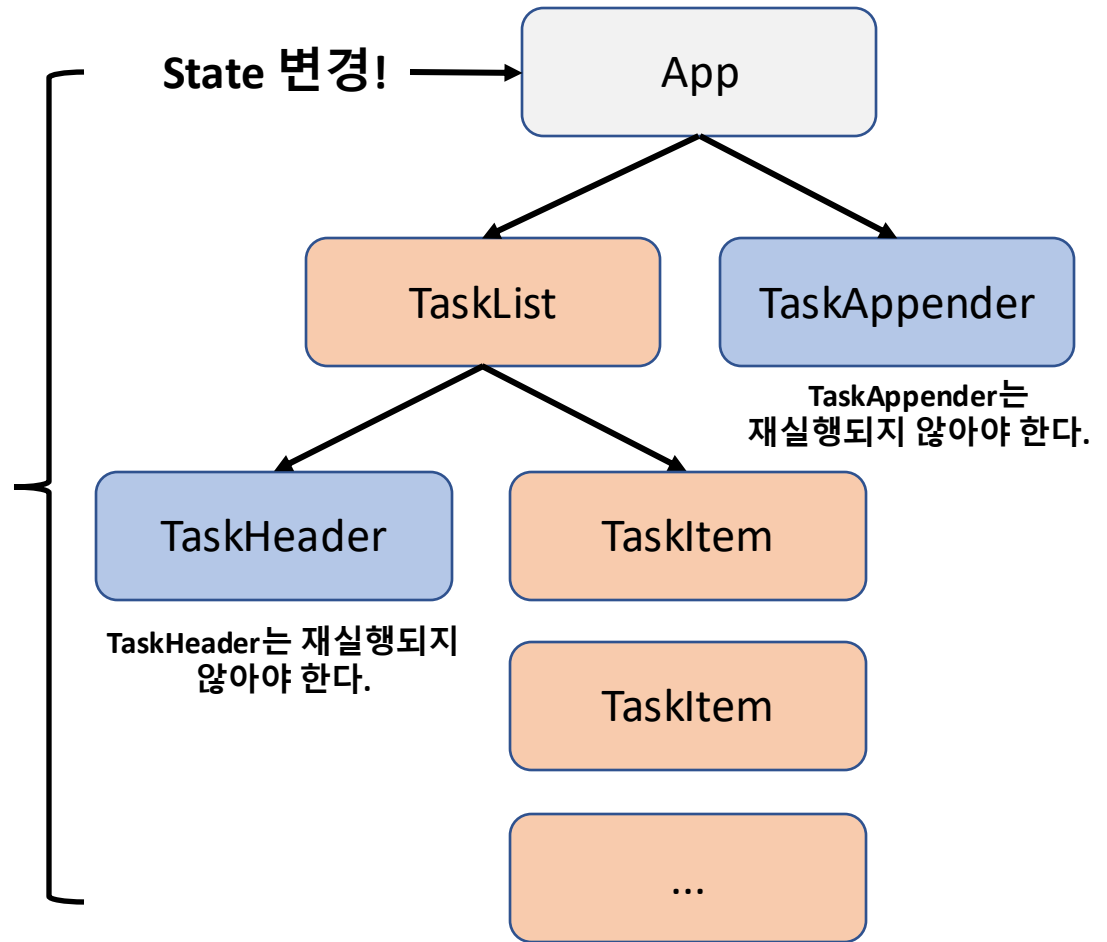 State 변경!
App
TaskList
TaskAppender
TaskAppender는
재실행되지 않아야 한다.
TaskHeader
TaskItem
TaskHeader는 재실행되지
않아야 한다.
TaskItem
...